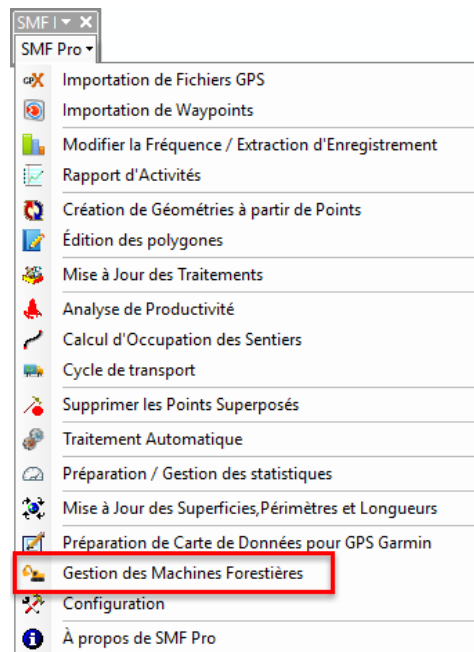 SMF I
SMF Pro
GPX Importation de Fichiers GPS
Importation de Waypoints
Modifier la Fréquence / Extraction d'Enregistrement
Rapport d'Activités
Création de Géométries à partir de Points
Édition des polygones
Mise à Jour des Traitements
Analyse de Productivité
Calcul d'Occupation des Sentiers
Cycle de transport
Supprimer les Points Superposés
Traitement Automatique
Préparation / Gestion des statistiques
Mise à Jour des Superficies,Périmètres et Longueurs
Préparation de Carte de Données pour GPS Garmin
Gestion des Machines Forestières
Configuration
À propos de SMF Pro